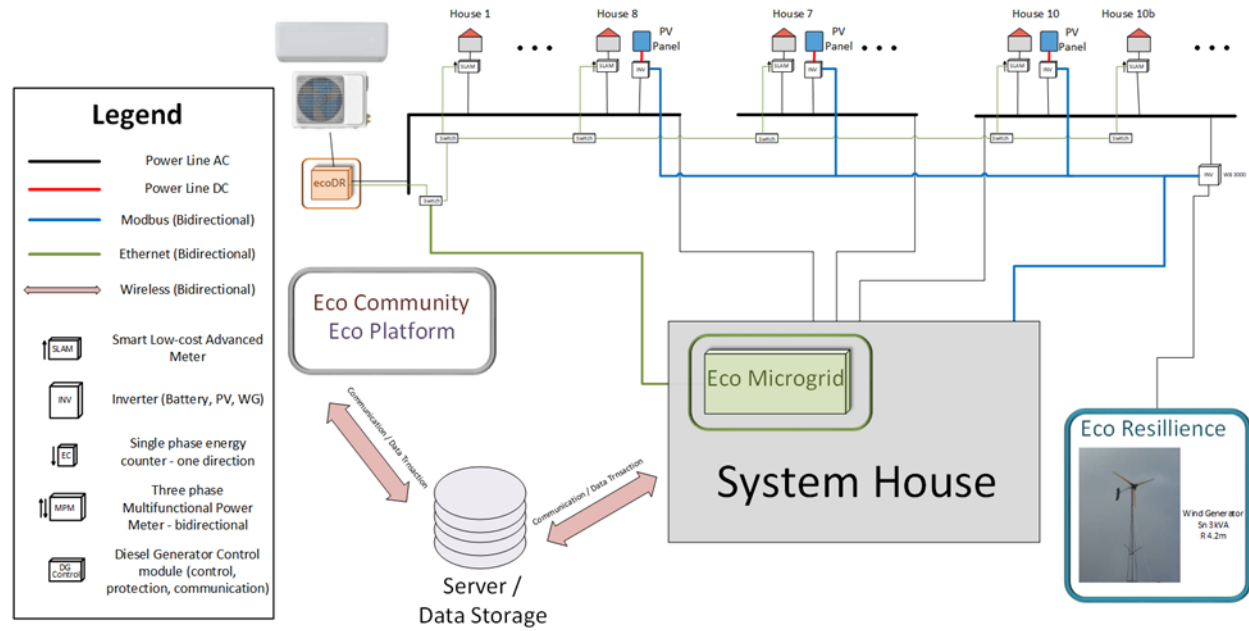 House 1
House 8
House 7
House 10
House 10b
PV
Panel
PV
Panel
PV
Panel
• • •
• • •
• • •
• • •
SLAM
SLAM
INV
SLAM
INV
SLAM
INV
SLAM
Switch
Switch
Switch
Switch
Switch
Switch
INV
WB 3000
ecoDR
Legend
Power Line AC
Power Line DC
Modbus (Bidirectional)
Ethernet (Bidirectional)
Wireless (Bidirectional)
SLAM
Smart Low-cost Advanced
Meter
INV
Inverter (Battery, PV, WG)
EC
Single phase energy
counter - one direction
MPM
Three phase
Multifunctional Power
Meter - bidirectional
DG
Control
Diesel Generator Control
module (control,
protection, communication)
Eco Community
Eco Platform
Communication / Data Trnsaction
Communication / Data Trnsaction
Server /
Data Storage
Eco Microgrid
System House
Eco Resillience
Wind Generator
Sn 3kVA
R 4.2m